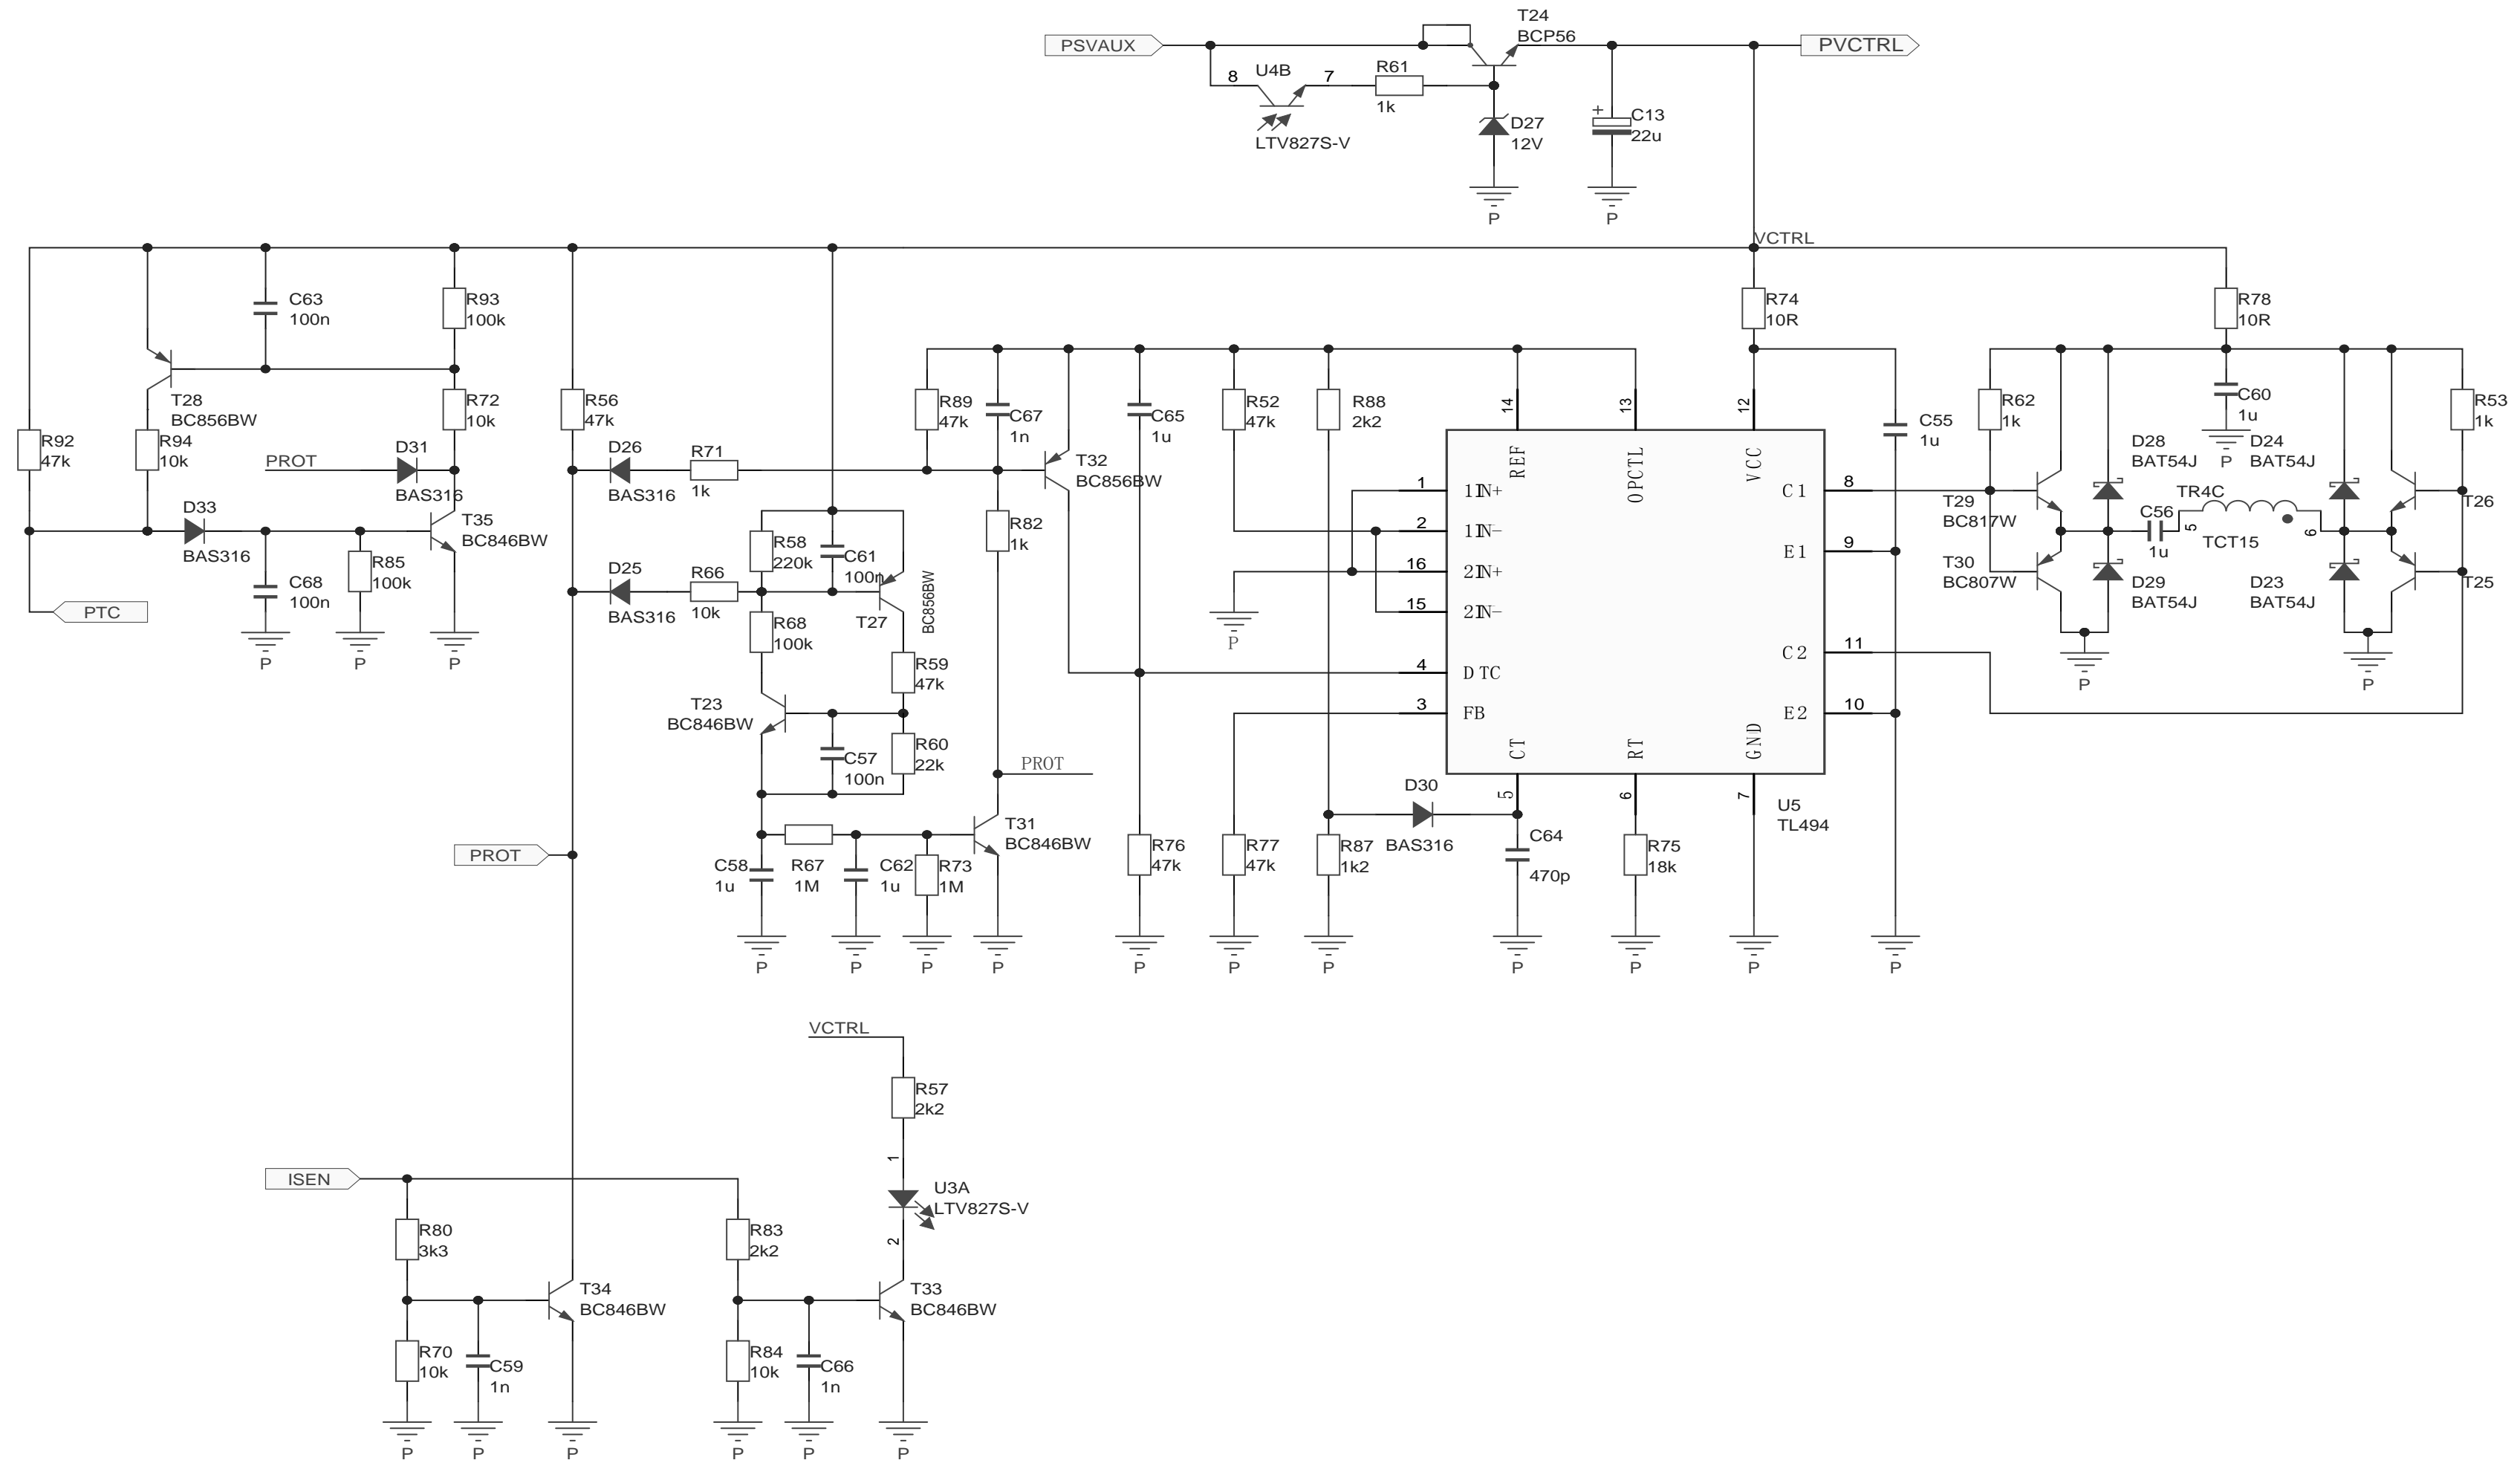 T24
BCP56
PSVAUX
PVCTRL
U4B
8
7
R61
1k
LTV827S-V
D27
12V
+
C13
22u
P
P
VCTRL
C63
100n
R93
100k
R74
10R
R78
10R
T28
BC856BW
R72
10k
R56
47k
R89
47k
C67
1n
C65
1u
R52
47k
R88
2k2
14
13
12
C55
1u
R62
1k
C60
1u
R53
1k
R92
47k
R94
10k
PROT
D31
BAS316
D26
BAS316
R71
1k
T32
BC856BW
REF
OPCTL
VCC
D28
BAT54J
P
D24
BAT54J
1
1IN+
C1
8
T29
BC817W
TR4C
T26
D33
BAS316
T35
BC846BW
R58
220k
C61
100n
R82
1k
2
1IN-
E1
9
C56
1u
5
TCT15
6
C68
100n
R85
100k
D25
BAS316
R66
10k
T27
BC856BW
16
2IN+
T30
BC807W
D29
BAT54J
D23
BAT54J
T25
PTC
R68
100k
15
2IN-
P
P
P
P
R59
47k
4
DTC
C2
11
P
P
T23
BC846BW
3
FB
E2
10
C57
100n
R60
22k
PROT
CT
RT
GND
5
6
7
D30
BAS316
U5
TL494
PROT
C58
1u
R67
1M
C62
1u
R73
1M
T31
BC846BW
R76
47k
R77
47k
R87
1k2
C64
470p
R75
18k
P
P
P
P
P
P
P
P
P
P
P
VCTRL
R57
2k2
1
ISEN
U3A
LTV827S-V
R80
3k3
R83
2k2
2
T34
BC846BW
T33
BC846BW
R70
10k
C59
1n
R84
10k
C66
1n
P
P
P
P
P
P